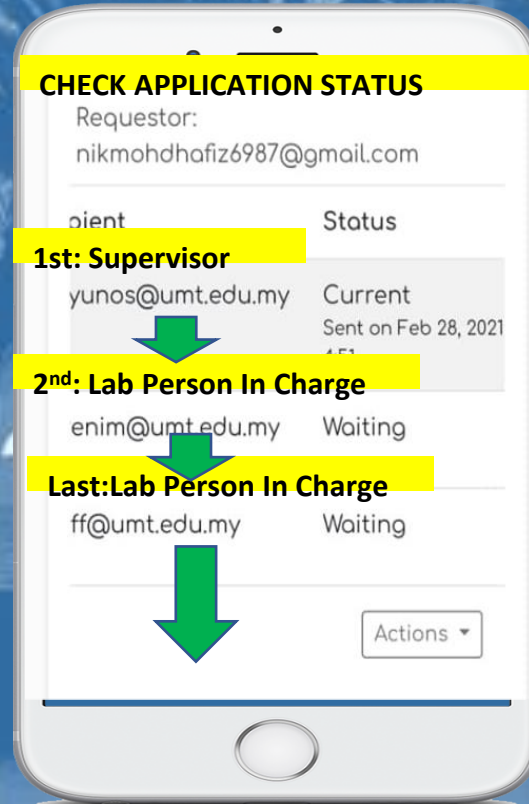 CHECK APPLICATION STATUS
Requestor:
nikmohdhafiz6987@gmail.com
Status
1st: Supervisor
yunos@umt.edu.my Current
Sent on Feb 28, 2021
2nd: Lab Person In Charge
enim@umt.edu.my Waiting
Last:Lab Person In Charge
ff@umt.edu.my Waiting
Actions